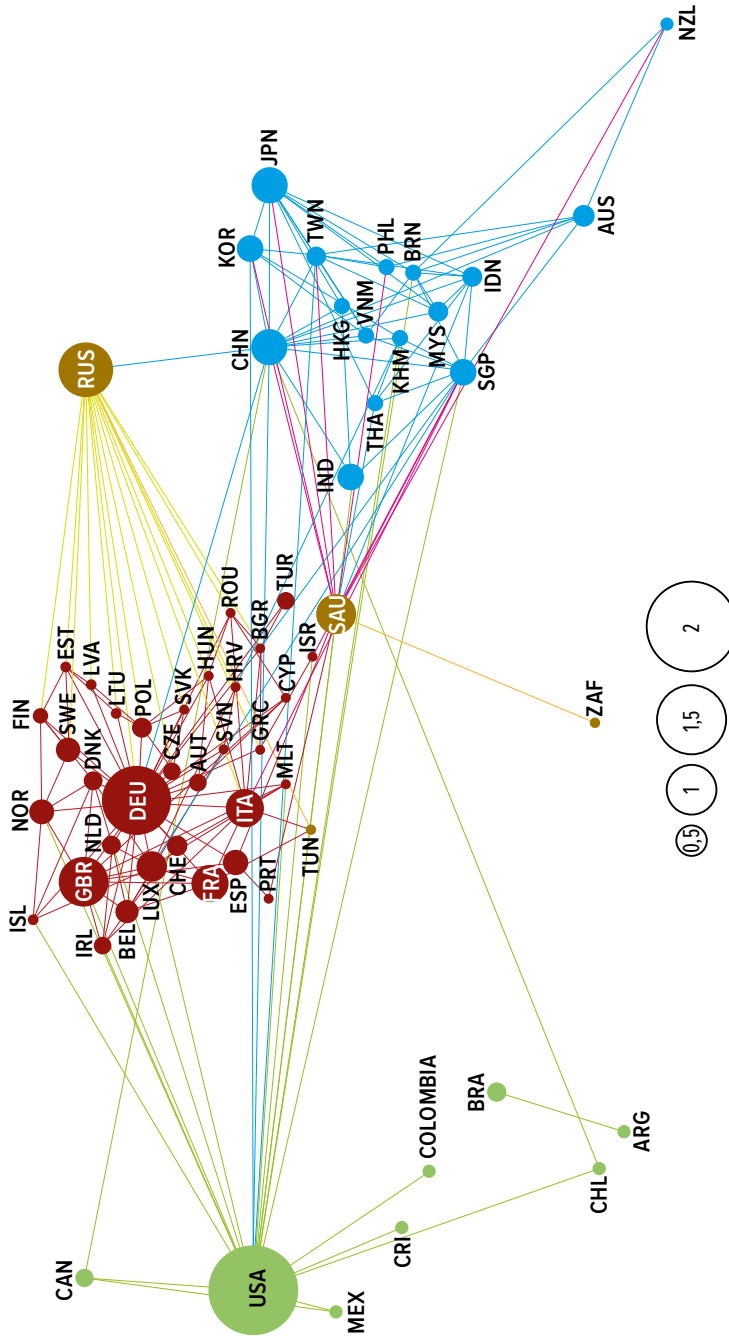 ISL
NOR
FIN
CAN
SWE
EST
IRL
GBR
RUS
DNK
LVA
NLD
LTU
BEL
DEU
POL
LUX
CZE
CHE
SVK
AUT
HUN
FRA
SVN
KOR
ROU
HRV
ESP
CHN
ITA
USA
GRC
BGR
PRT
JPN
TUR
CYP
MLT
TUN
ISR
TWN
IND
SAU
HKG
MEX
VNM
THA
PHL
KHM
CRI
BRN
COLOMBIA
MYS
BRA
SGP
IDN
ZAF
CHL
AUS
ARG
NZL
0,5
1
1,5
2